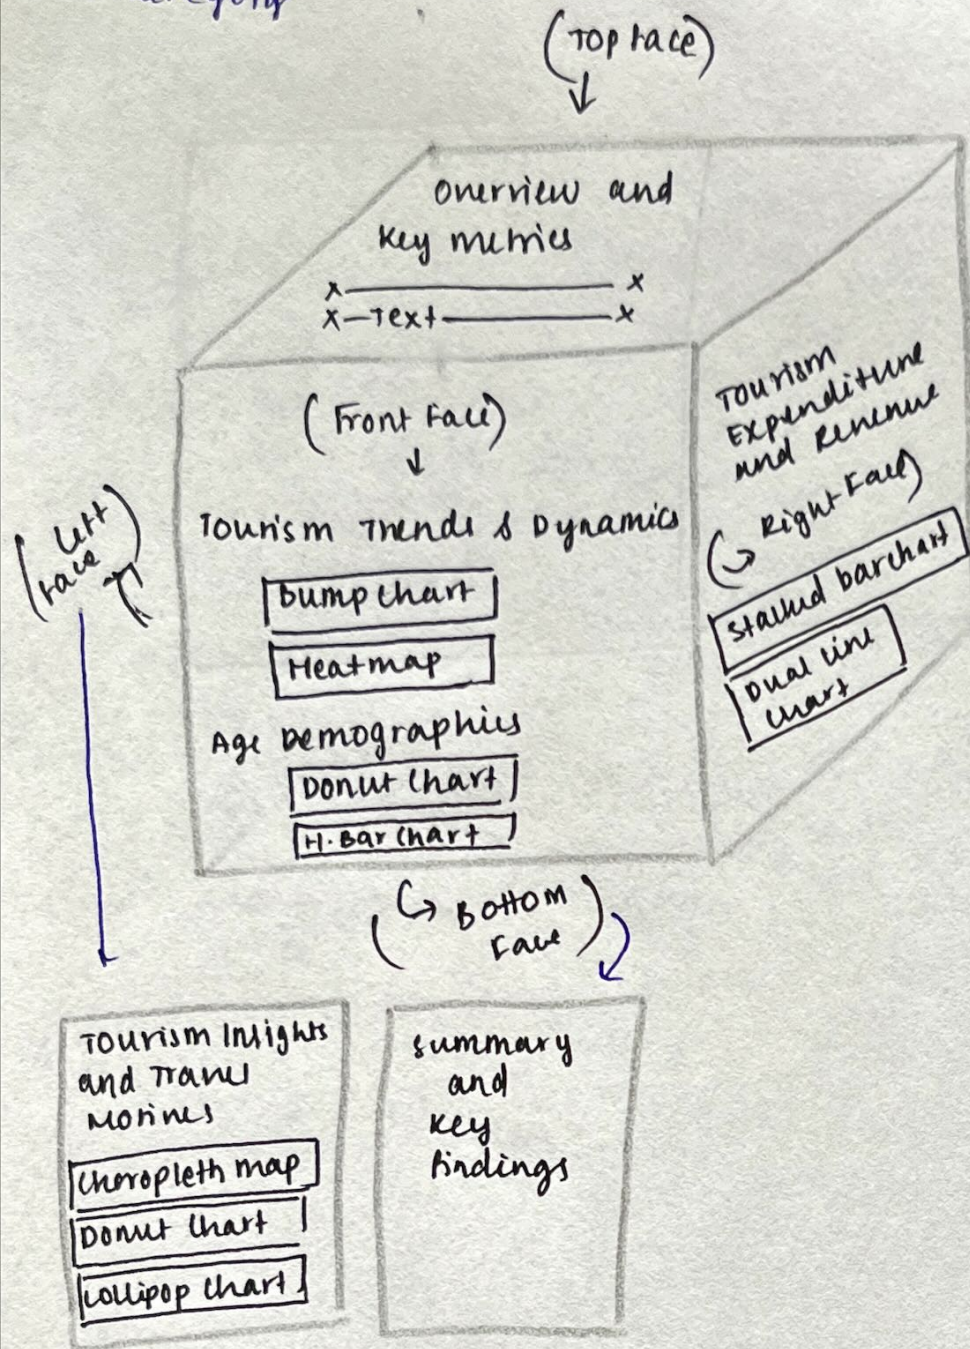 (Top Face)
Overview and
Key metrics
x x
x Text x
(Front Face)
Tourism Trends & Dynamics
Bump Chart
Heatmap
Age Demographics
Donut Chart
H. Bar Chart
Tourism
Expenditure
and Revenue
(Right Face)
Stacked barchart
Dual Line
Chart
(Left
Face)
(Bottom
Face)
Tourism Insights
and Travel
Motives
Choropleth map
Donut Chart
Lollipop Chart
Summary
and
Key
Findings